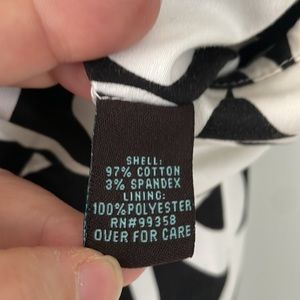 SHELL:
97% COTTON
3% SPANDEX
LINING:
100%POLYESTER
RN#99358
OVER FOR CARE